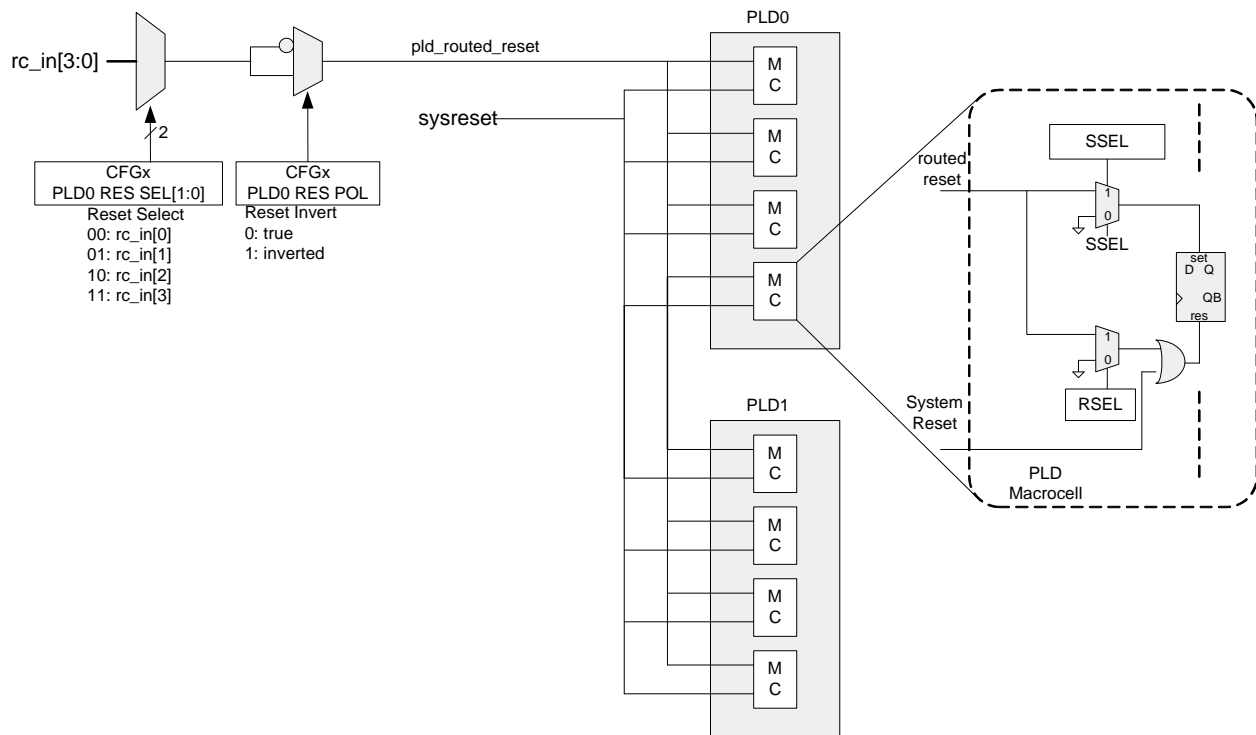 rc_in[3:0]
2
CFGx
PLD0 RES SEL[1:0]
Reset Select
00: rc_in[0]
01: rc_in[1]
10: rc_in[2]
11: rc_in[3]
CFGx
PLD0 RES POL
Reset Invert
0: true
1: inverted
pld_routed_reset
sysreset
PLD0
M
C
M
C
M
C
M
C
PLD1
M
C
M
C
M
C
M
C
routed
reset
SSEL
1
0
SSEL
set
D Q
QB
res
1
0
RSEL
System
Reset
PLD
Macrocell